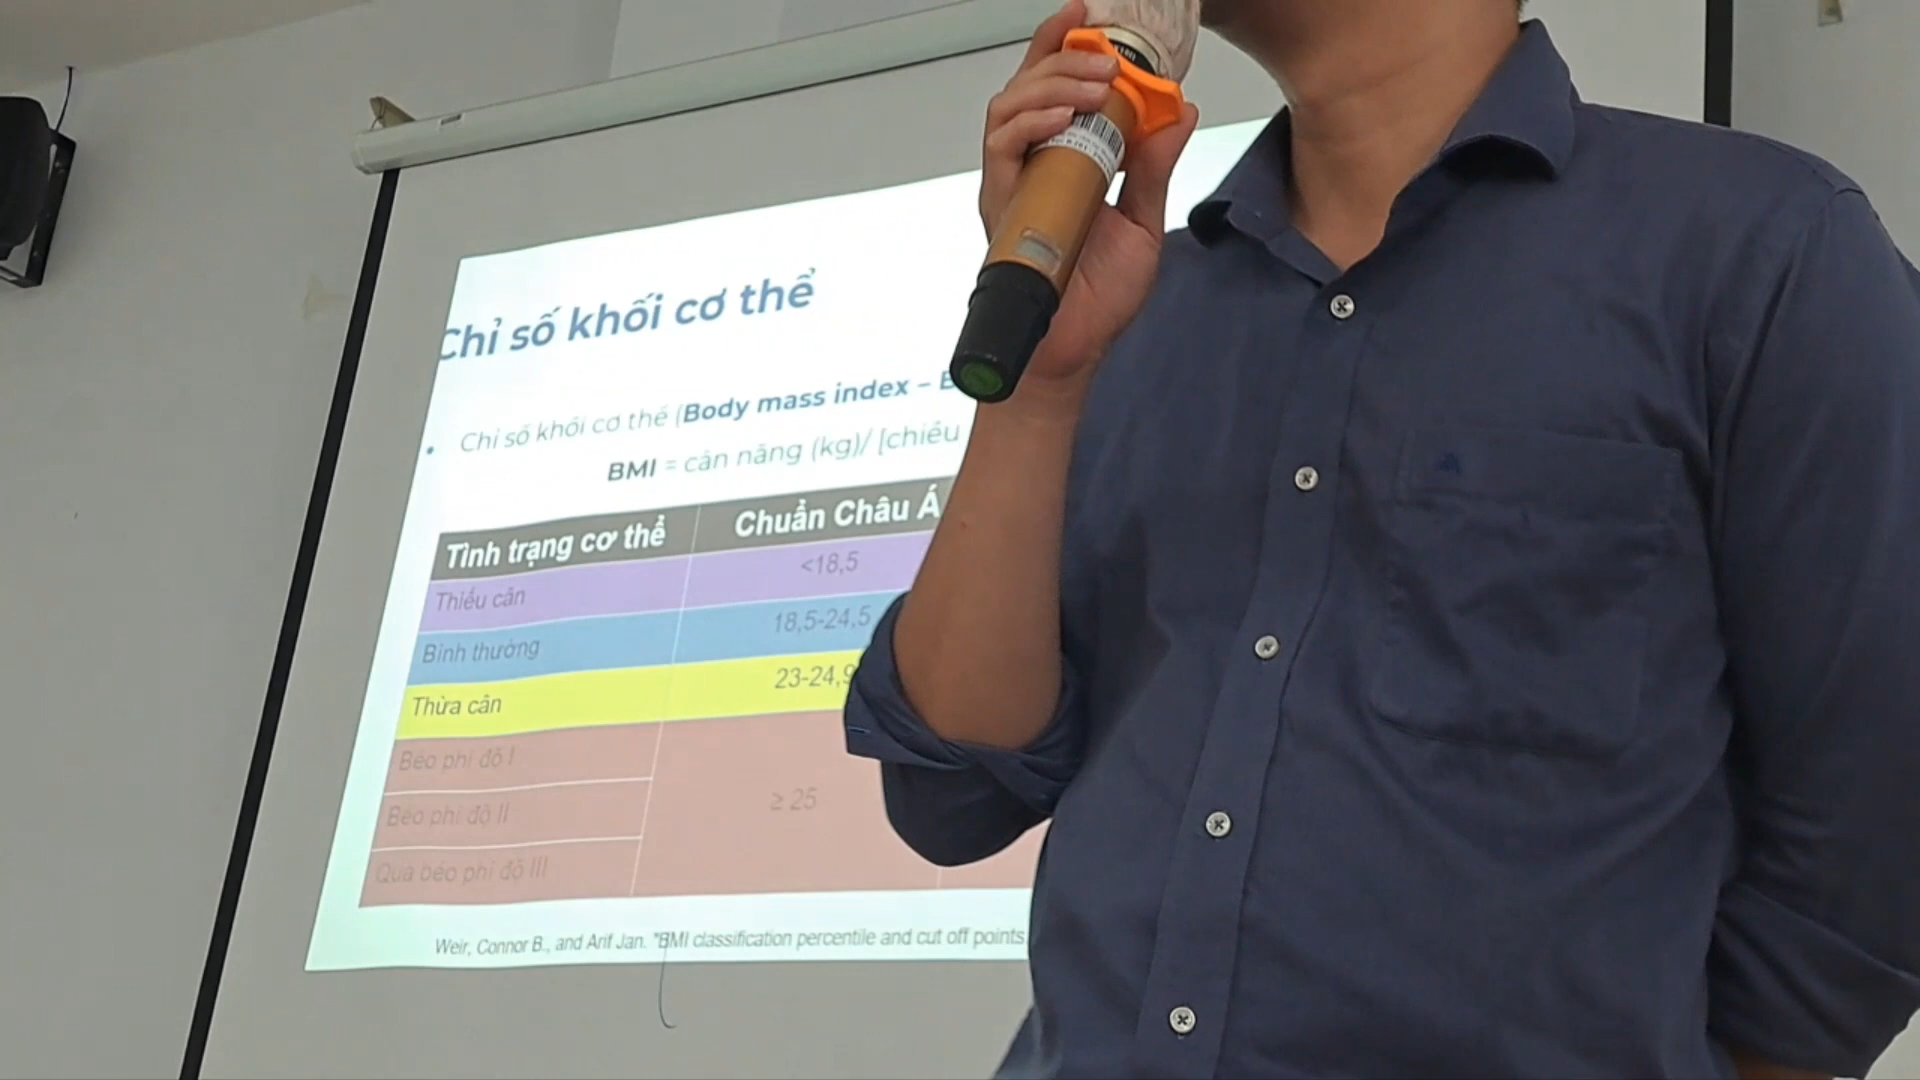 Chỉ số khối cơ thể
• Chỉ số khối cơ thể (Body mass index –
BMI = cân nặng (kg)/ [chiều
Tình trạng cơ thể Chuẩn Châu Á
Thiếu cân <18,5
Bình thường 18,5-24,5
Thừa cân 23-24,9
Béo phì độ I
Béo phì độ II ≥ 25
Quá béo phì độ III
Weir, Connor B., and Arif Jan. "BMI classification percentile and cut off points